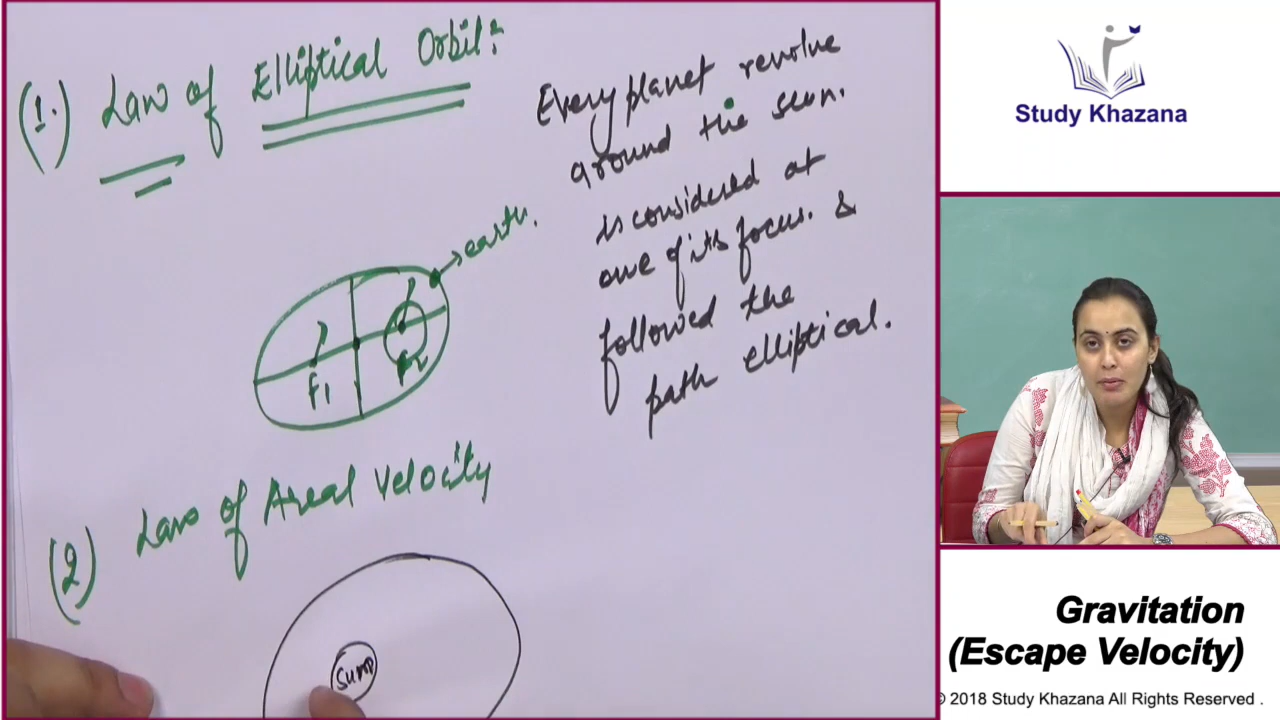 (1.) Law of Elliptical Orbit:
Every planet revolve
around the sun.
is considered at
one of its focus. &
followed the
path elliptical.
earth.
F1
F2
(2) Law of Areal Velocity
Sun
Study Khazana
Gravitation
(Escape Velocity)
© 2018 Study Khazana All Rights Reserved .